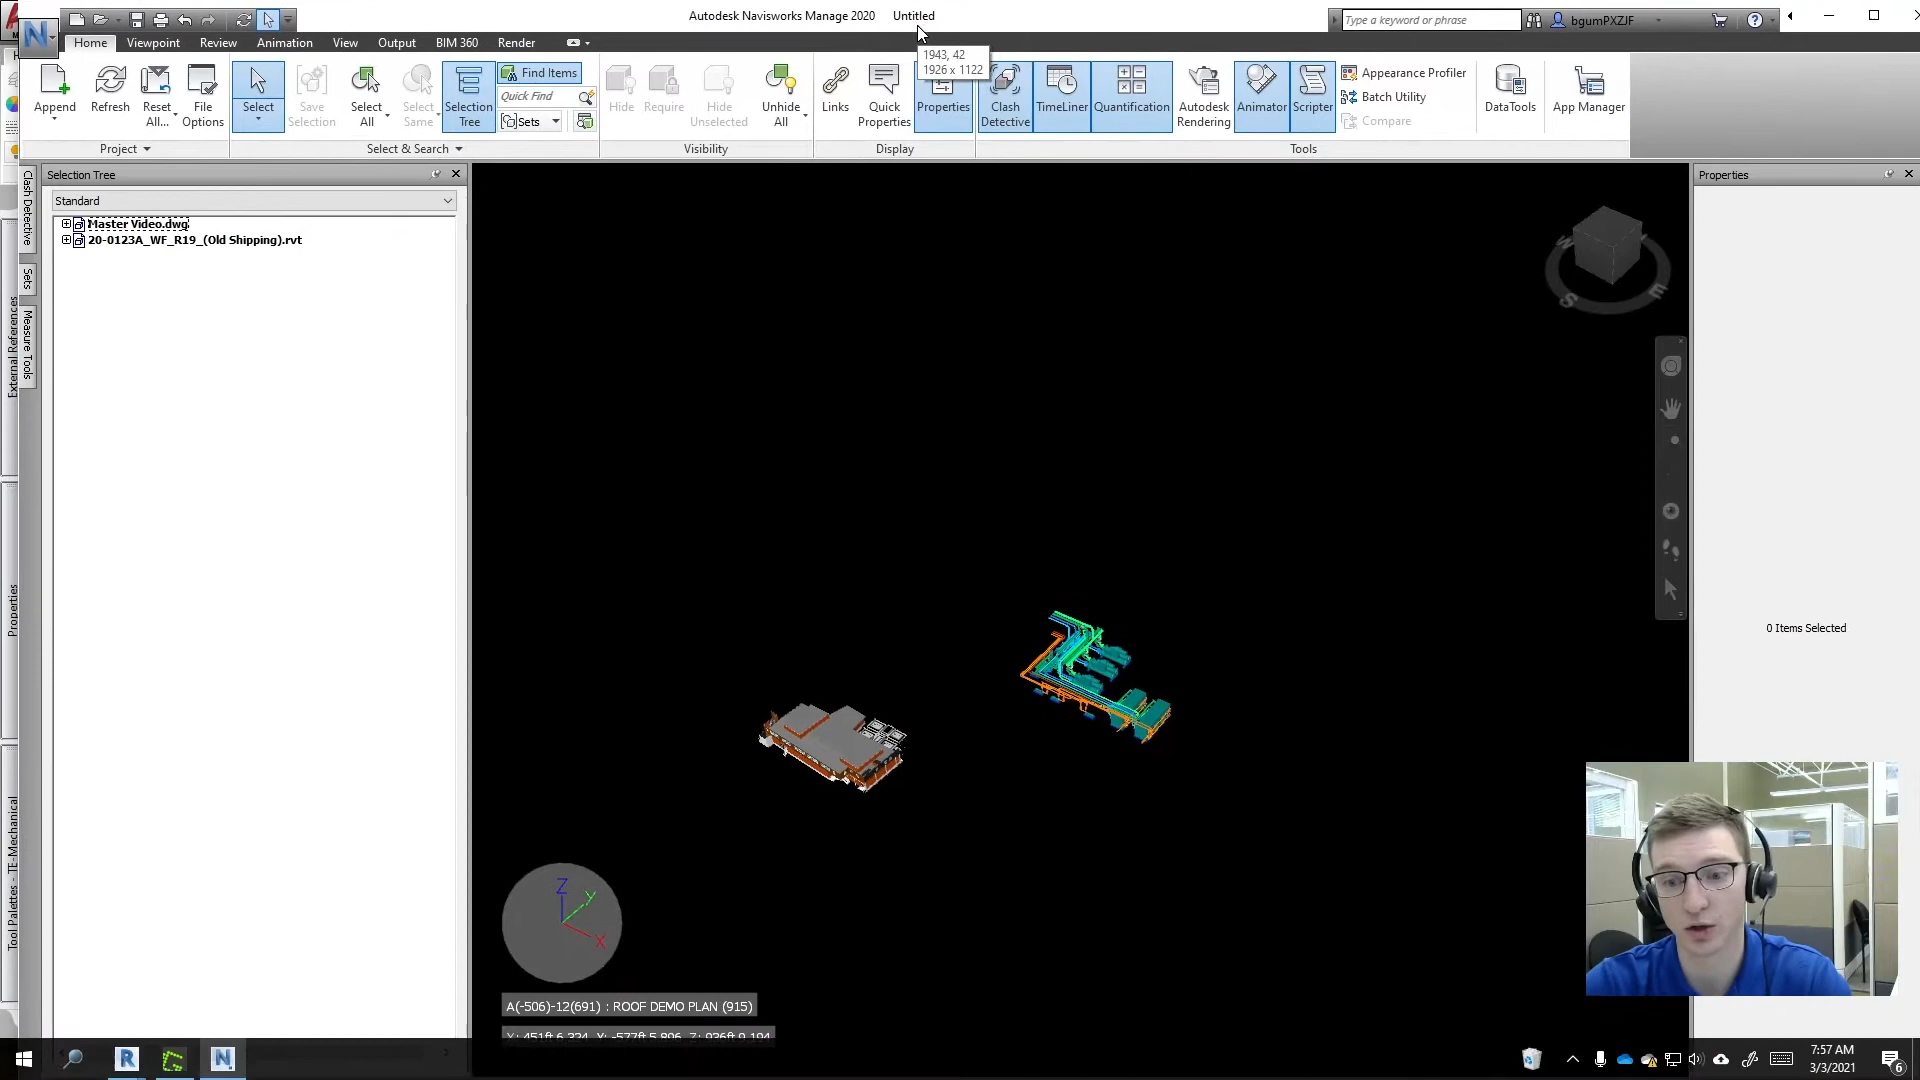 Autodesk Navisworks Manage 2020 Untitled
Type a keyword or phrase
bgumPXZJF
Home Viewpoint Review Animation View Output BIM 360 Render
1943, 42
1926 x 1122
Append
Refresh
Reset All...
File Options
Select
Save Selection
Select All
Select Same
Selection Tree
Find Items
Quick Find
Sets
Hide
Require
Hide Unselected
Unhide All
Links
Quick Properties
Properties
Clash Detective
TimeLiner
Quantification
Autodesk Rendering
Animator
Scripter
Appearance Profiler
Batch Utility
Compare
DataTools
App Manager
Project
Select & Search
Visibility
Display
Tools
Selection Tree
Standard
Master Video.dwg
20-0123A_WF_R19_(Old Shipping).rvt
Clash Detective
Sets
Measure Tools
External References
Properties
Tool Palettes - TE-Mechanical
Properties
0 Items Selected
W
S
E
Z
Y
X
A(-506)-12(691) : ROOF DEMO PLAN (915)
7:57 AM
3/3/2021
6